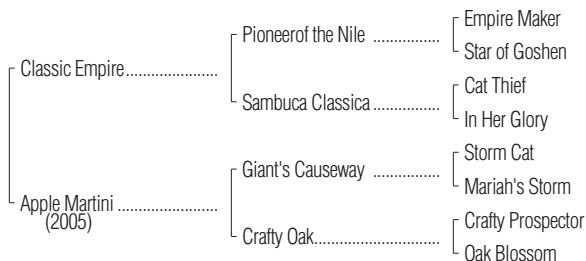 Empire Maker
Pioneerof the Nile ................
Star of Goshen
Classic Empire......................
Cat Thief
Sambuca Classica ................
In Her Glory
Storm Cat
Giant's Causeway ................
Mariah's Storm
Apple Martini ........................
(2005)
Crafty Prospector
Crafty Oak..............................
Oak Blossom